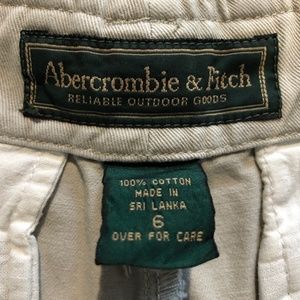 Abercrombie & Fitch
RELIABLE OUTDOOR GOODS
100% COTTON
MADE IN
SRI LANKA
6
OVER FOR CARE